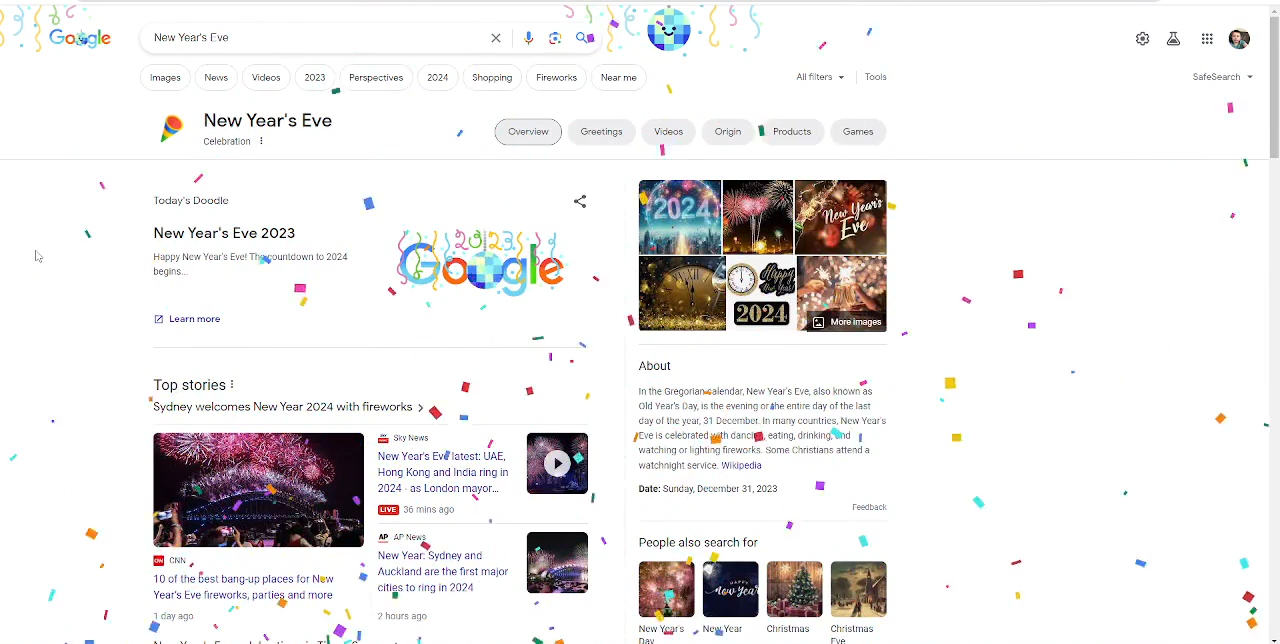 Google
New Year's Eve
Images
News
Videos
2023
Perspectives
2024
Shopping
Fireworks
Near me
All filters
Tools
SafeSearch
New Year's Eve
Celebration
Overview
Greetings
Videos
Origin
Products
Games
Today's Doodle
New Year's Eve 2023
Happy New Year's Eve! The countdown to 2024
begins...
Learn more
2023
Google
2024
New Year's
Eve
Happy
New Year
2024
More images
About
In the Gregorian calendar, New Year's Eve, also known as
Old Year's Day, is the evening or the entire day of the last
day of the year, 31 December. In many countries, New Year's
Eve is celebrated with dancing, eating, drinking, and
watching or lighting fireworks. Some Christians attend a
watchnight service. Wikipedia
Date: Sunday, December 31, 2023
Feedback
Top stories
Sydney welcomes New Year 2024 with fireworks
CNN
10 of the best bang-up places for New
Year's Eve fireworks, parties and more
1 day ago
Sky News
New Year's Eve latest: UAE,
Hong Kong and India ring in
2024 - as London mayor...
LIVE 36 mins ago
AP AP News
New Year: Sydney and
Auckland are the first major
cities to ring in 2024
2 hours ago
People also search for
HAPPY
New Year
New Year's
Day
New Year
Christmas
Christmas
Eve